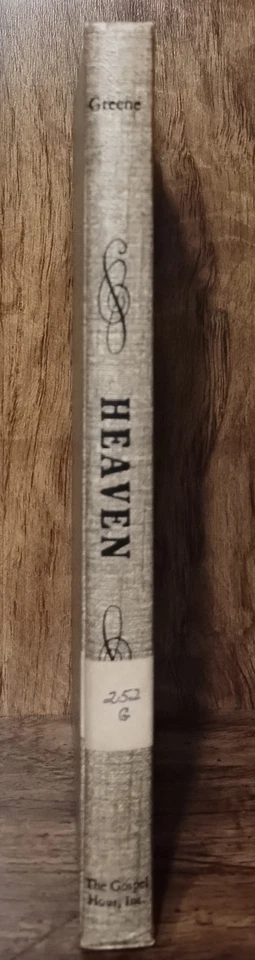 Greene
HEAVEN
252
G
The Gospel
Hour, Inc.